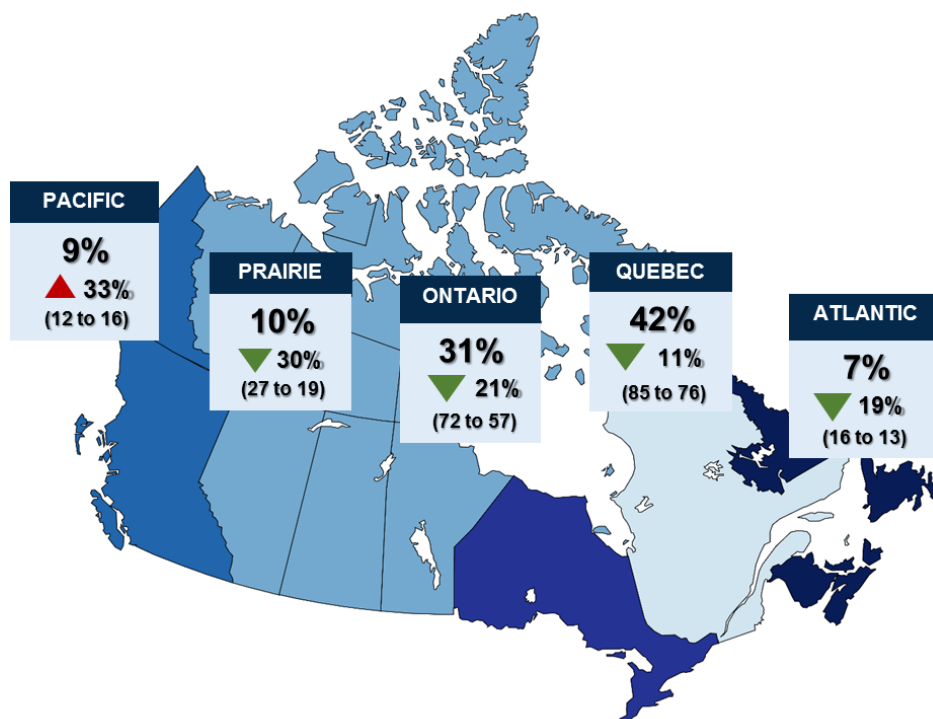 PACIFIC
9%
33%
(12 to 16)
PRAIRIE
10%
30%
(27 to 19)
ONTARIO
31%
21%
(72 to 57)
QUEBEC
42%
11%
(85 to 76)
ATLANTIC
7%
19%
(16 to 13)